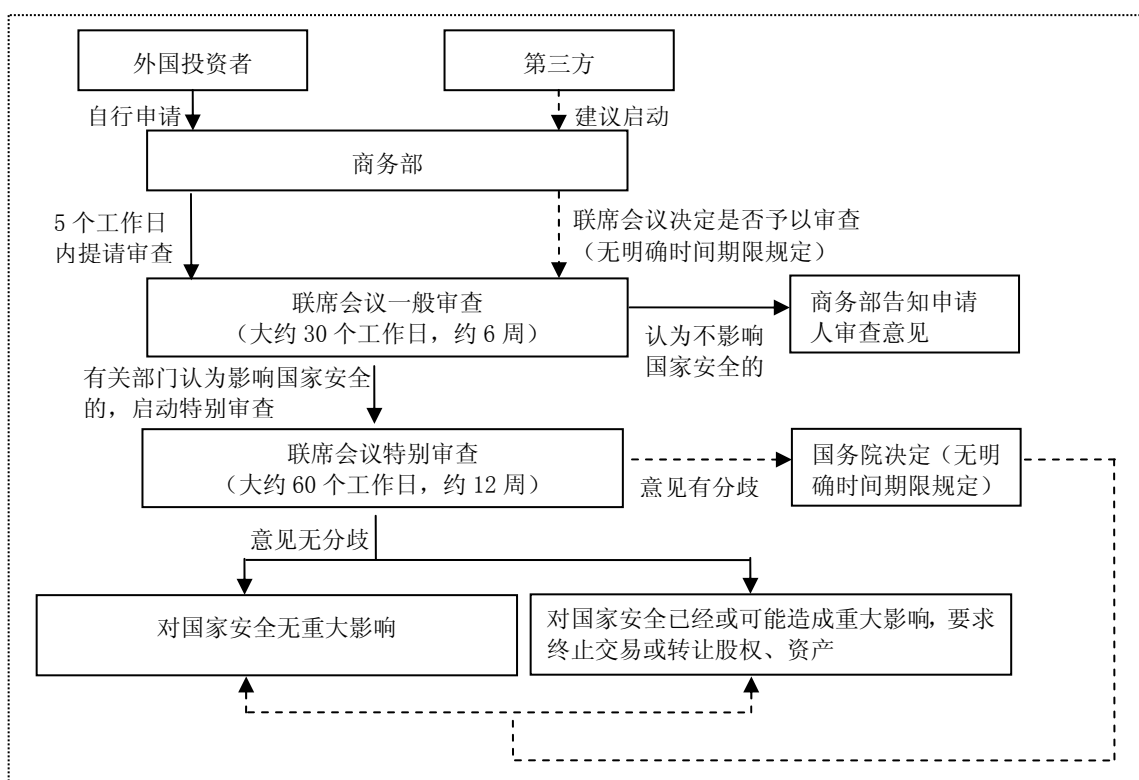 外国投资者
第三方
自行申请
建议启动
商务部
5 个工作日
内提请审查
联席会议决定是否予以审查
（无明确时间期限规定）
联席会议一般审查
（大约 30 个工作日，约 6 周）
商务部告知申请
人审查意见
认为不影响
国家安全的
有关部门认为影响国家安全
的，启动特别审查
联席会议特别审查
（大约 60 个工作日，约 12 周）
国务院决定（无明
确时间期限规定）
意见有分歧
意见无分歧
对国家安全无重大影响
对国家安全已经或可能造成重大影响，要求
终止交易或转让股权、资产